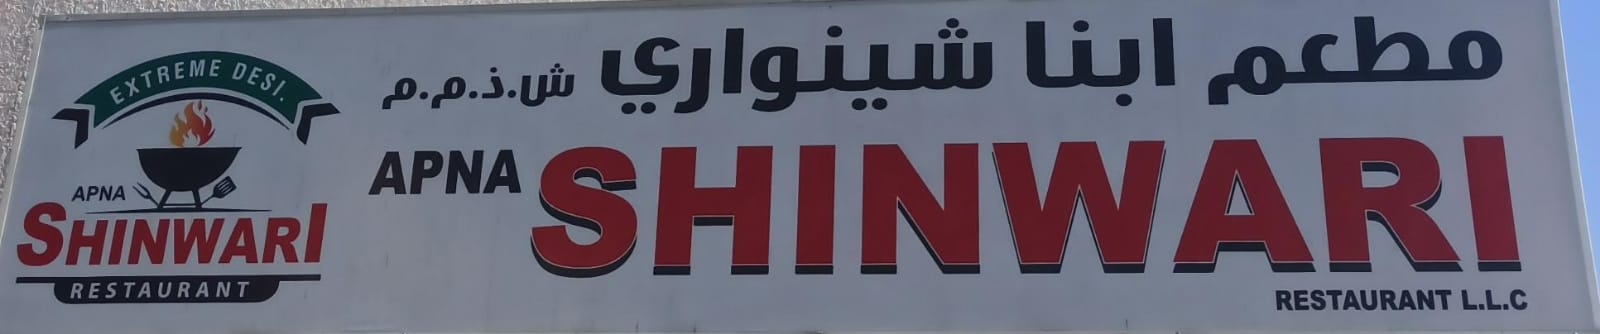 EXTREME DESI.
APNA
SHINWARI
RESTAURANT
مطعم ابنا شينواري ش.ذ.م.م
APNA SHINWARI
RESTAURANT L.L.C